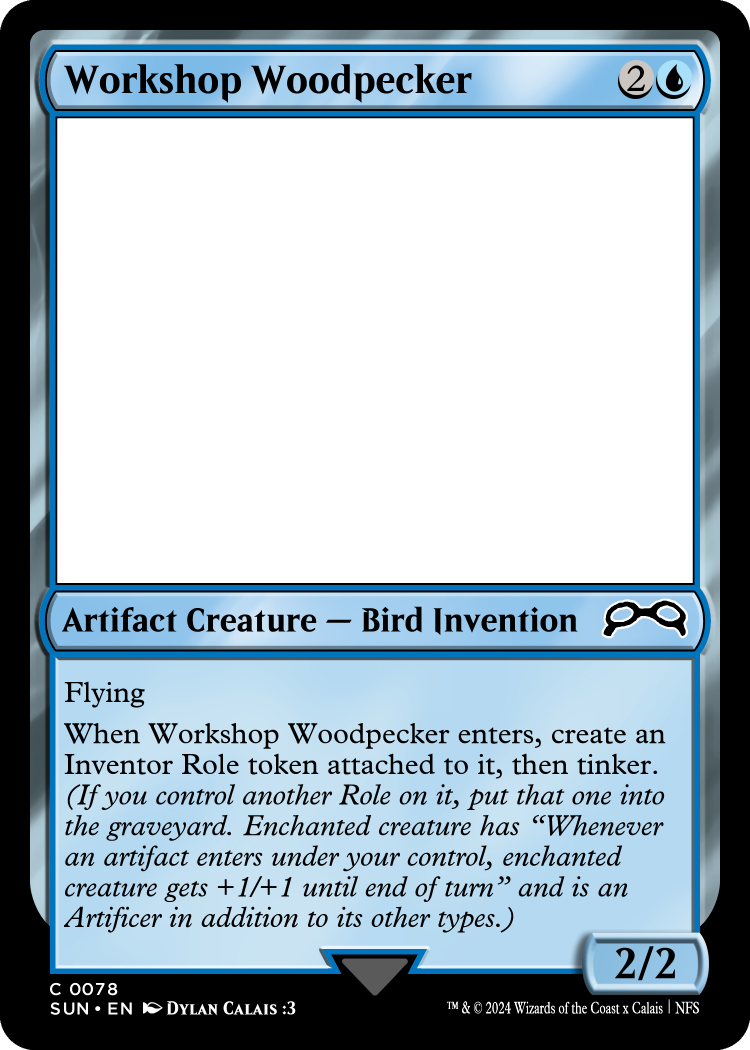 Workshop Woodpecker 2
Artifact Creature — Bird Invention
Flying
When Workshop Woodpecker enters, create an
Inventor Role token attached to it, then tinker.
(If you control another Role on it, put that one into
the graveyard. Enchanted creature has “Whenever
an artifact enters under your control, enchanted
creature gets +1/+1 until end of turn” and is an
Artificer in addition to its other types.)
2/2
C 0078
SUN • EN Dylan Calais :3
™ & © 2024 Wizards of the Coast x Calais | NFS